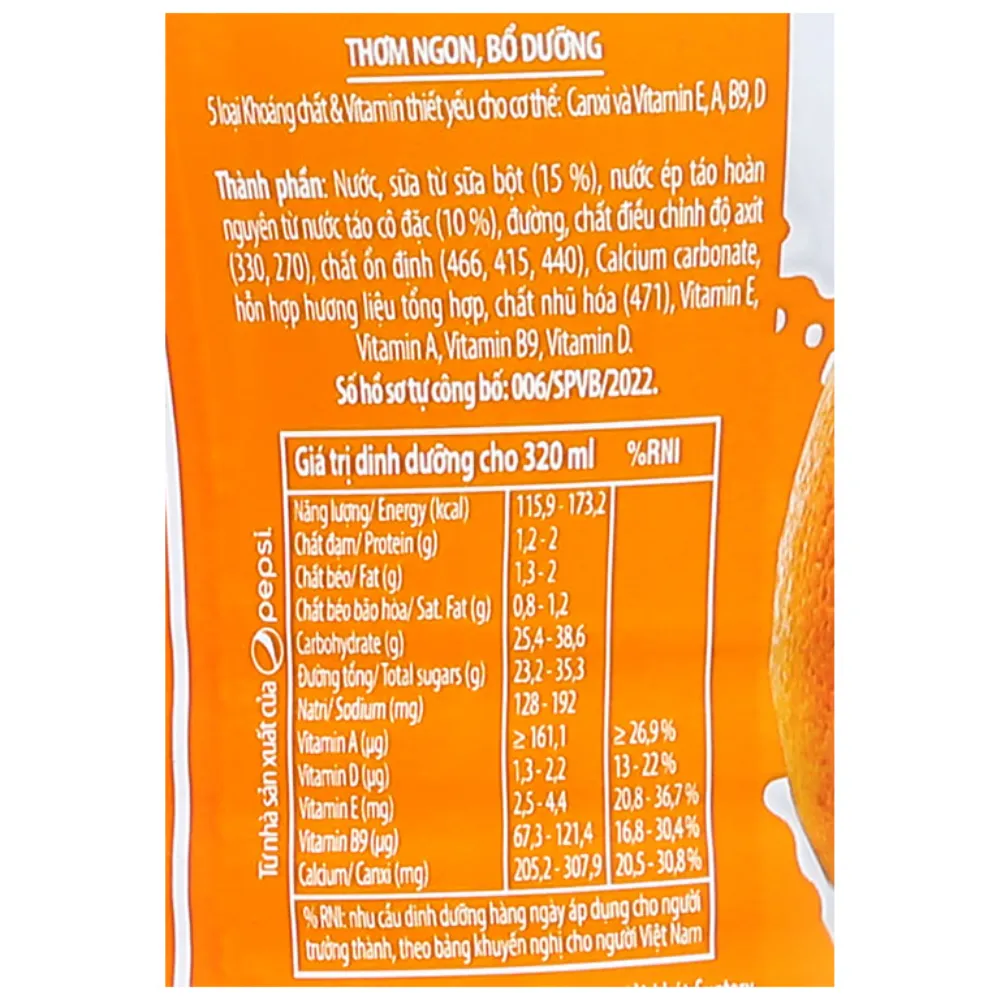 THƠM NGON, BỔ DƯỠNG
5 loại Khoáng chất & Vitamin thiết yếu cho cơ thể: Canxi và Vitamin E, A, B9, D
Thành phần: Nước, sữa từ sữa bột (15 %), nước ép táo hoàn
nguyên từ nước táo cô đặc (10 %), đường, chất điều chỉnh độ axit
(330, 270), chất ổn định (466, 415, 440), Calcium carbonate,
hỗn hợp hương liệu tổng hợp, chất nhũ hóa (471), Vitamin E,
Vitamin A, Vitamin B9, Vitamin D.
Số hồ sơ tự công bố: 006/SPVB/2022.
Giá trị dinh dưỡng cho 320 ml %RNI
Năng lượng/ Energy (kcal) 115,9 - 173,2
Chất đạm/ Protein (g) 1,2 - 2
Chất béo/ Fat (g) 1,3 - 2
Chất béo bão hòa/ Sat. Fat (g) 0,8 - 1,2
Carbohydrate (g) 25,4 - 38,6
Đường tổng/ Total sugars (g) 23,2 - 35,3
Natri/ Sodium (mg) 128 - 192
Vitamin A (µg) ≥ 161,1 ≥ 26,9 %
Vitamin D (µg) 1,3 - 2,2 13 - 22 %
Vitamin E (mg) 2,5 - 4,4 20,8 - 36,7 %
Vitamin B9 (µg) 67,3 - 121,4 16,8 - 30,4 %
Calcium/ Canxi (mg) 205,2 - 307,9 20,5 - 30,8 %
% RNI: nhu cầu dinh dưỡng hàng ngày áp dụng cho người
trưởng thành, theo bảng khuyến nghị cho người Việt Nam
Từ nhà sản xuất của pepsi.